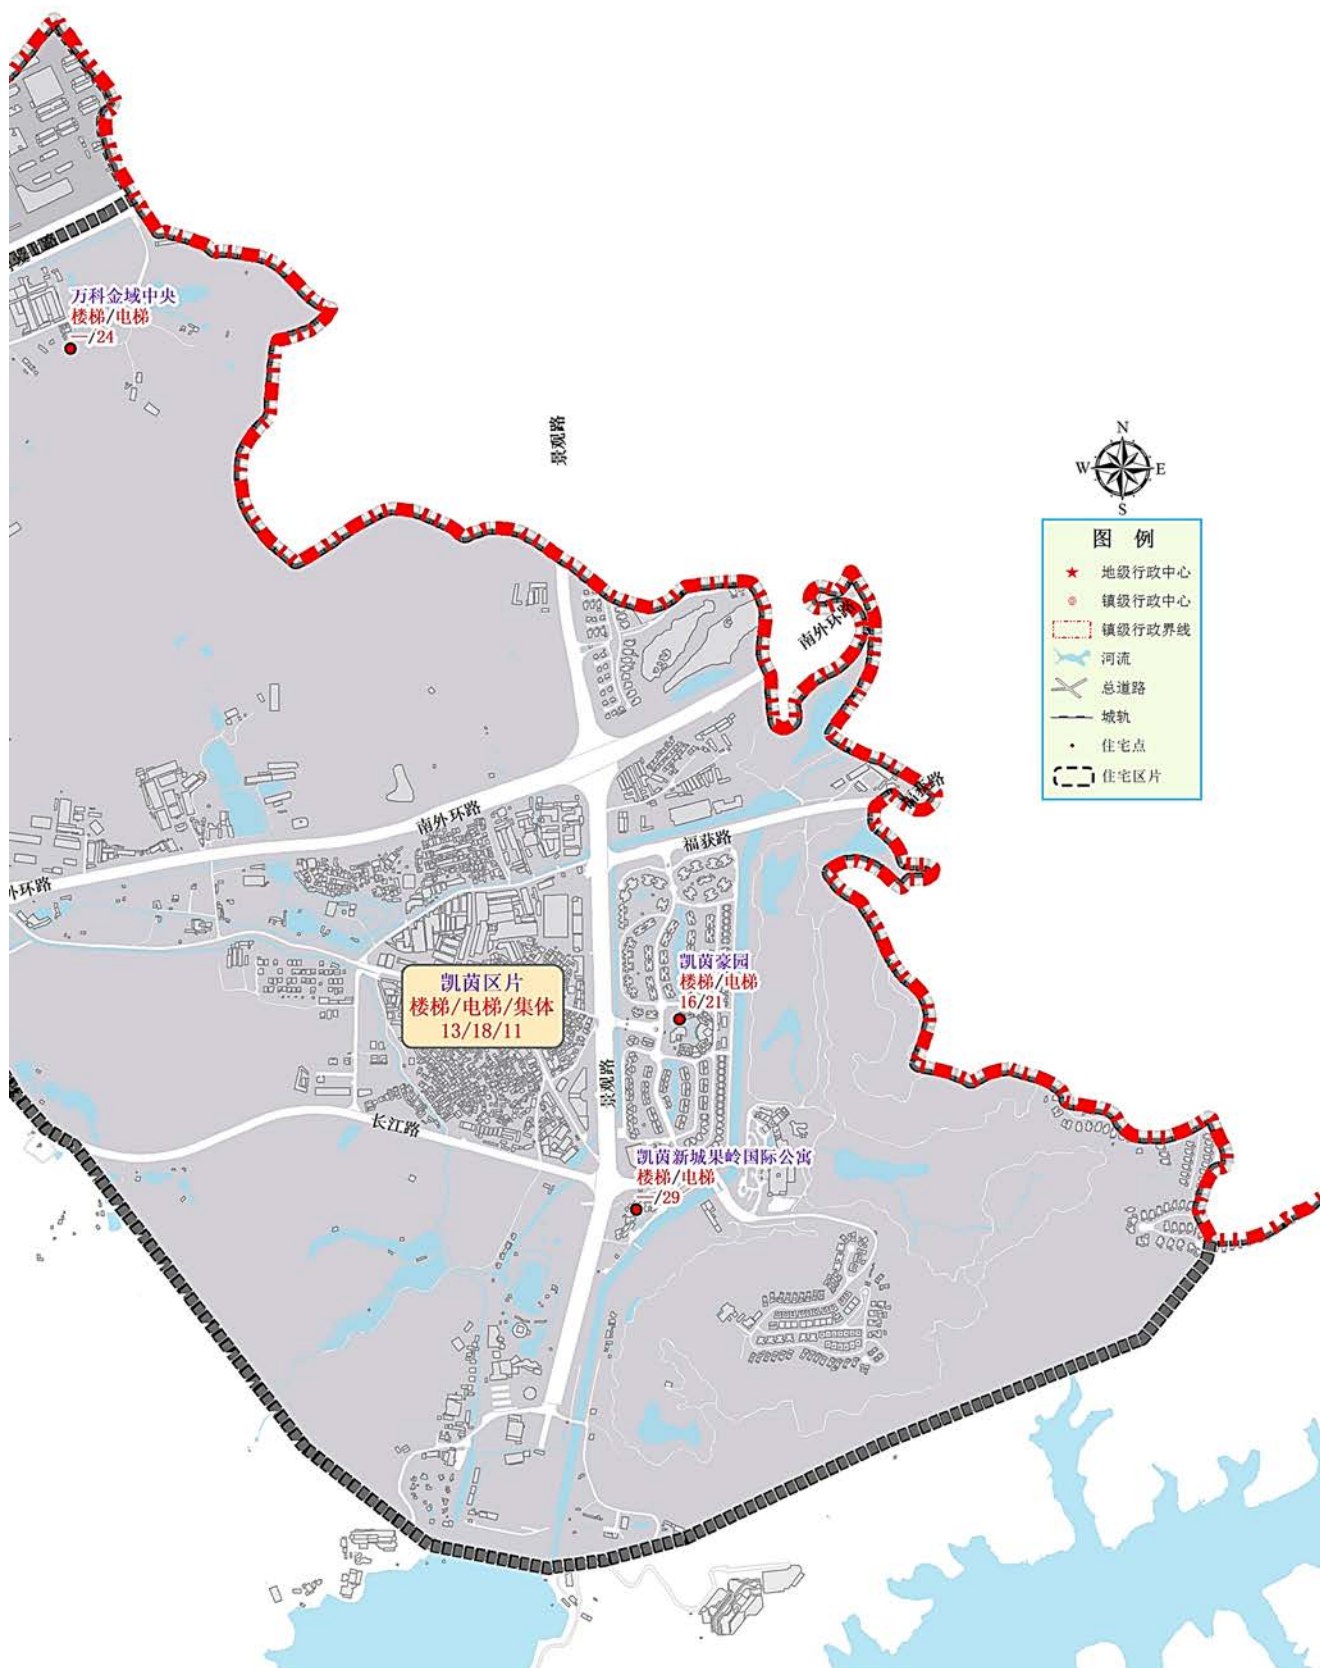 万科金域中央
楼梯/电梯
—/24
景观路
N
W
E
S
图 例
地级行政中心
镇级行政中心
镇级行政界线
河流
总道路
城轨
住宅点
住宅区片
南外环路
福获路
南外环路
福获路
外环路
凯茵豪园
楼梯/电梯
16/21
凯茵区片
楼梯/电梯/集体
13/18/11
景观路
长江路
凯茵新城果岭国际公寓
楼梯/电梯
—/29